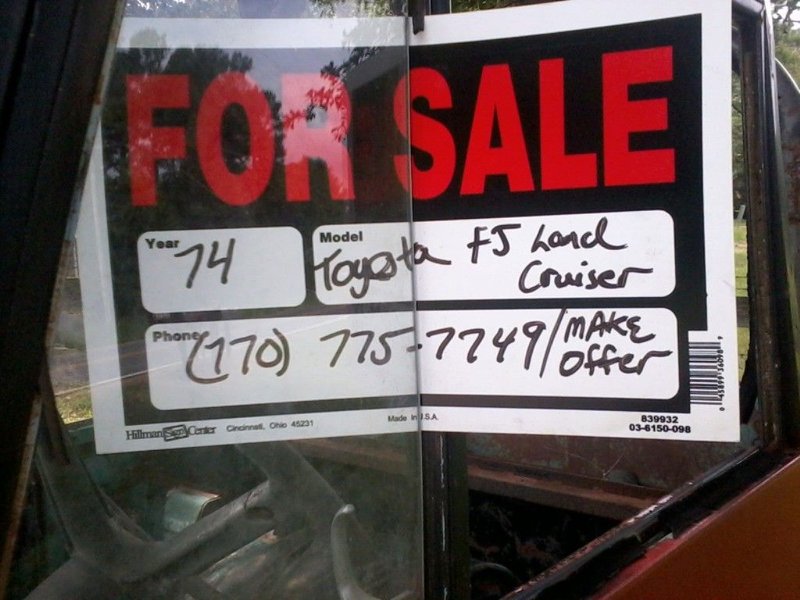 FOR SALE
Year 74 Model Toyota FJ Land
Cruiser
Phone (770) 775-7749/MAKE
Offer
Hillman Sign Center Cincinnati, Ohio 45231 Made In U.S.A. 839932
03-6150-098